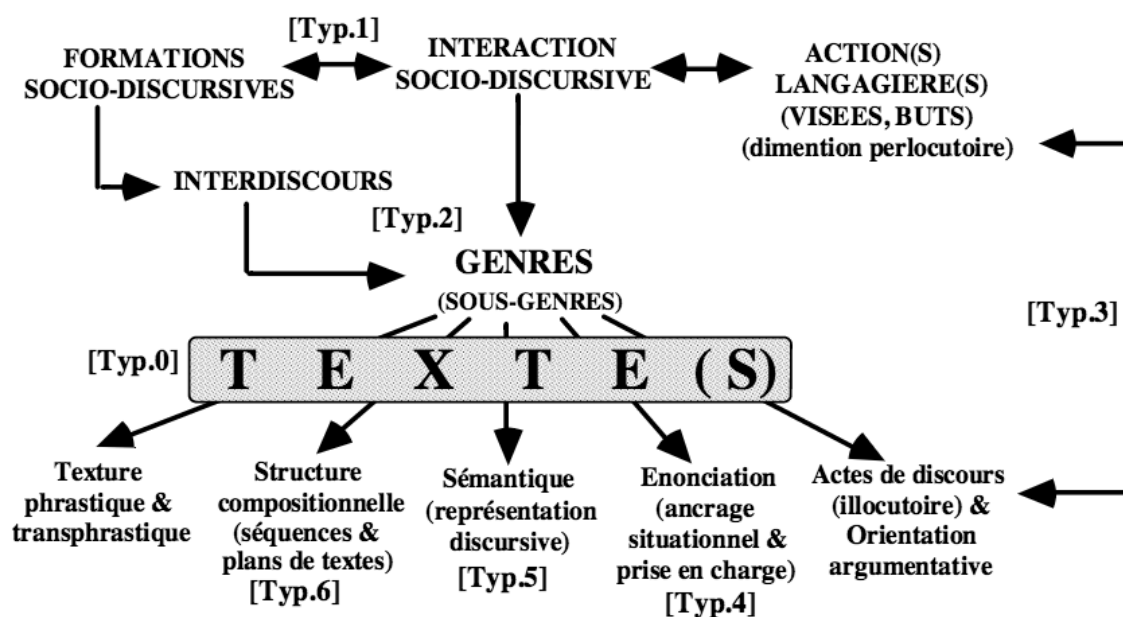 [Typ.1]
FORMATIONS
SOCIO-DISCURSIVES
INTERACTION
SOCIO-DISCURSIVE
ACTION(S)
LANGAGIERE(S)
(VISEES, BUTS)
(dimention perlocutoire)
INTERDISCOURS
[Typ.2]
GENRES
(SOUS-GENRES)
[Typ.3]
[Typ.0]
T E X T E (S)
Texture
phrastique &
transphrastique
Structure
compositionnelle
(séquences &
plans de textes)
[Typ.6]
Sémantique
(représentation
discursive)
[Typ.5]
Enonciation
(ancrage
situationnel &
prise en charge)
[Typ.4]
Actes de discours
(illocutoire) &
Orientation
argumentative